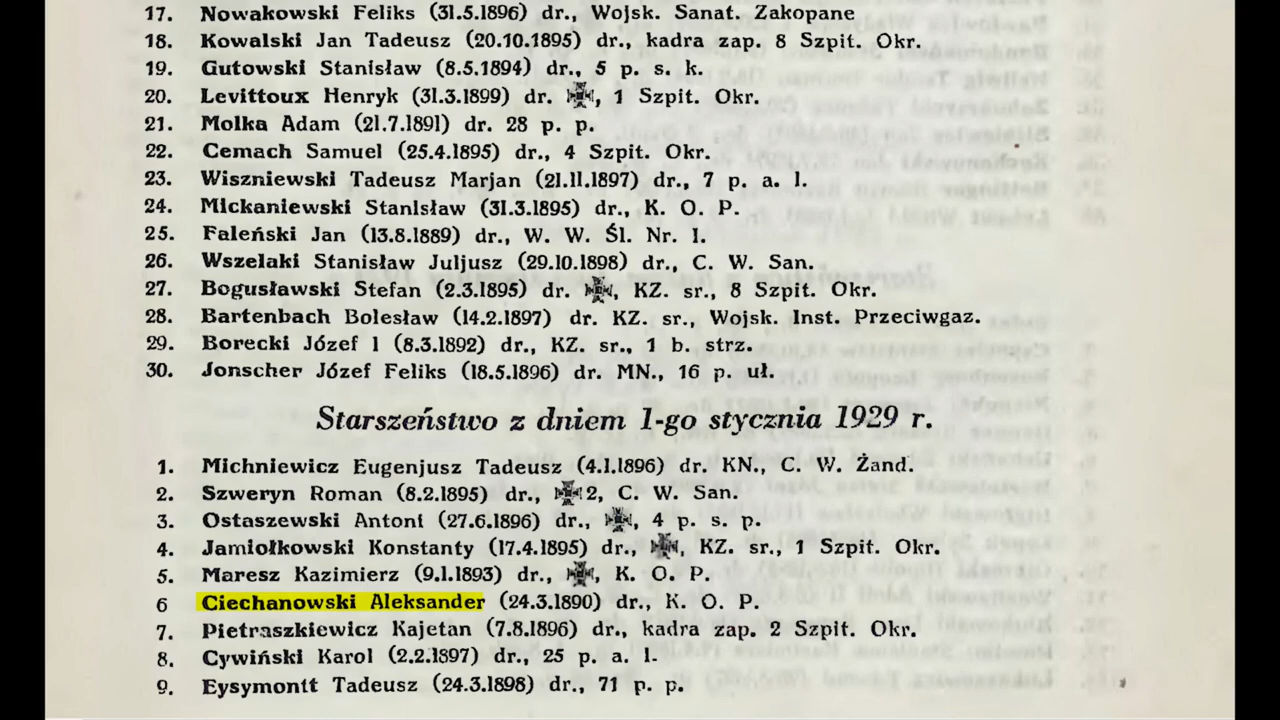 17. Nowakowski Feliks (31.5.1896) dr., Wojsk. Sanat. Zakopane
18. Kowalski Jan Tadeusz (20.10.1895) dr., kadra zap. 8 Szpit. Okr.
19. Gutowski Stanisław (8.5.1894) dr., 5 p. s. k.
20. Levittoux Henryk (31.3.1899) dr. , 1 Szpit. Okr.
21. Molka Adam (21.7.1891) dr. 28 p. p.
22. Cemach Samuel (25.4.1895) dr., 4 Szpit. Okr.
23. Wiszniewski Tadeusz Marjan (21.11.1897) dr., 7 p. a. l.
24. Mickaniewski Stanisław (31.3.1895) dr., K. O. P.
25. Faleński Jan (13.8.1889) dr., W. W. Śl. Nr. 1.
26. Wszelaki Stanisław Juljusz (29.10.1898) dr., C. W. San.
27. Bogusławski Stefan (2.3.1895) dr. , KZ. sr., 8 Szpit. Okr.
28. Bartenbach Bolesław (14.2.1897) dr. KZ. sr., Wojsk. Inst. Przeciwgaz.
29. Borecki Józef 1 (8.3.1892) dr., KZ. sr., 1 b. strz.
30. Jonscher Józef Feliks (18.5.1896) dr. MN., 16 p. uł.
Starszeństwo z dniem 1-go stycznia 1929 r.
1. Michniewicz Eugenjusz Tadeusz (4.1.1896) dr. KN., C. W. Żand.
2. Szweryn Roman (8.2.1895) dr., 2, C. W. San.
3. Ostaszewski Antoni (27.6.1896) dr., , 4 p. s. p.
4. Jamiołkowski Konstanty (17.4.1895) dr., , KZ. sr., 1 Szpit. Okr.
5. Maresz Kazimierz (9.1.1893) dr., , K. O. P.
6 Ciechanowski Aleksander (24.3.1890) dr., K. O. P.
7. Pietraszkiewicz Kajetan (7.8.1896) dr., kadra zap. 2 Szpit. Okr.
8. Cywiński Karol (2.2.1897) dr., 25 p. a. l.
9. Eysymontt Tadeusz (24.3.1898) dr., 71 p. p.